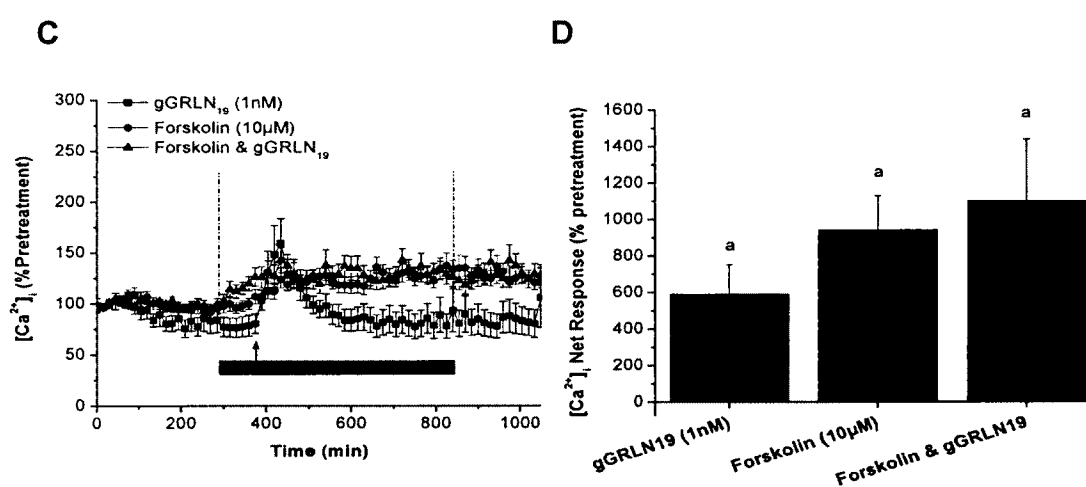 C
D
[Ca2+]i (% Pretreatment)
300
250
200
150
100
50
0
gGRLN19 (1nM)
Forskolin (10µM)
Forskolin & gGRLN19
0 200 400 600 800 1000
Time (min)
[Ca2+]i Net Response (% pretreatment)
1600
1400
1200
1000
800
600
400
200
0
a
a
a
gGRLN19 (1nM)
Forskolin (10µM)
Forskolin & gGRLN19